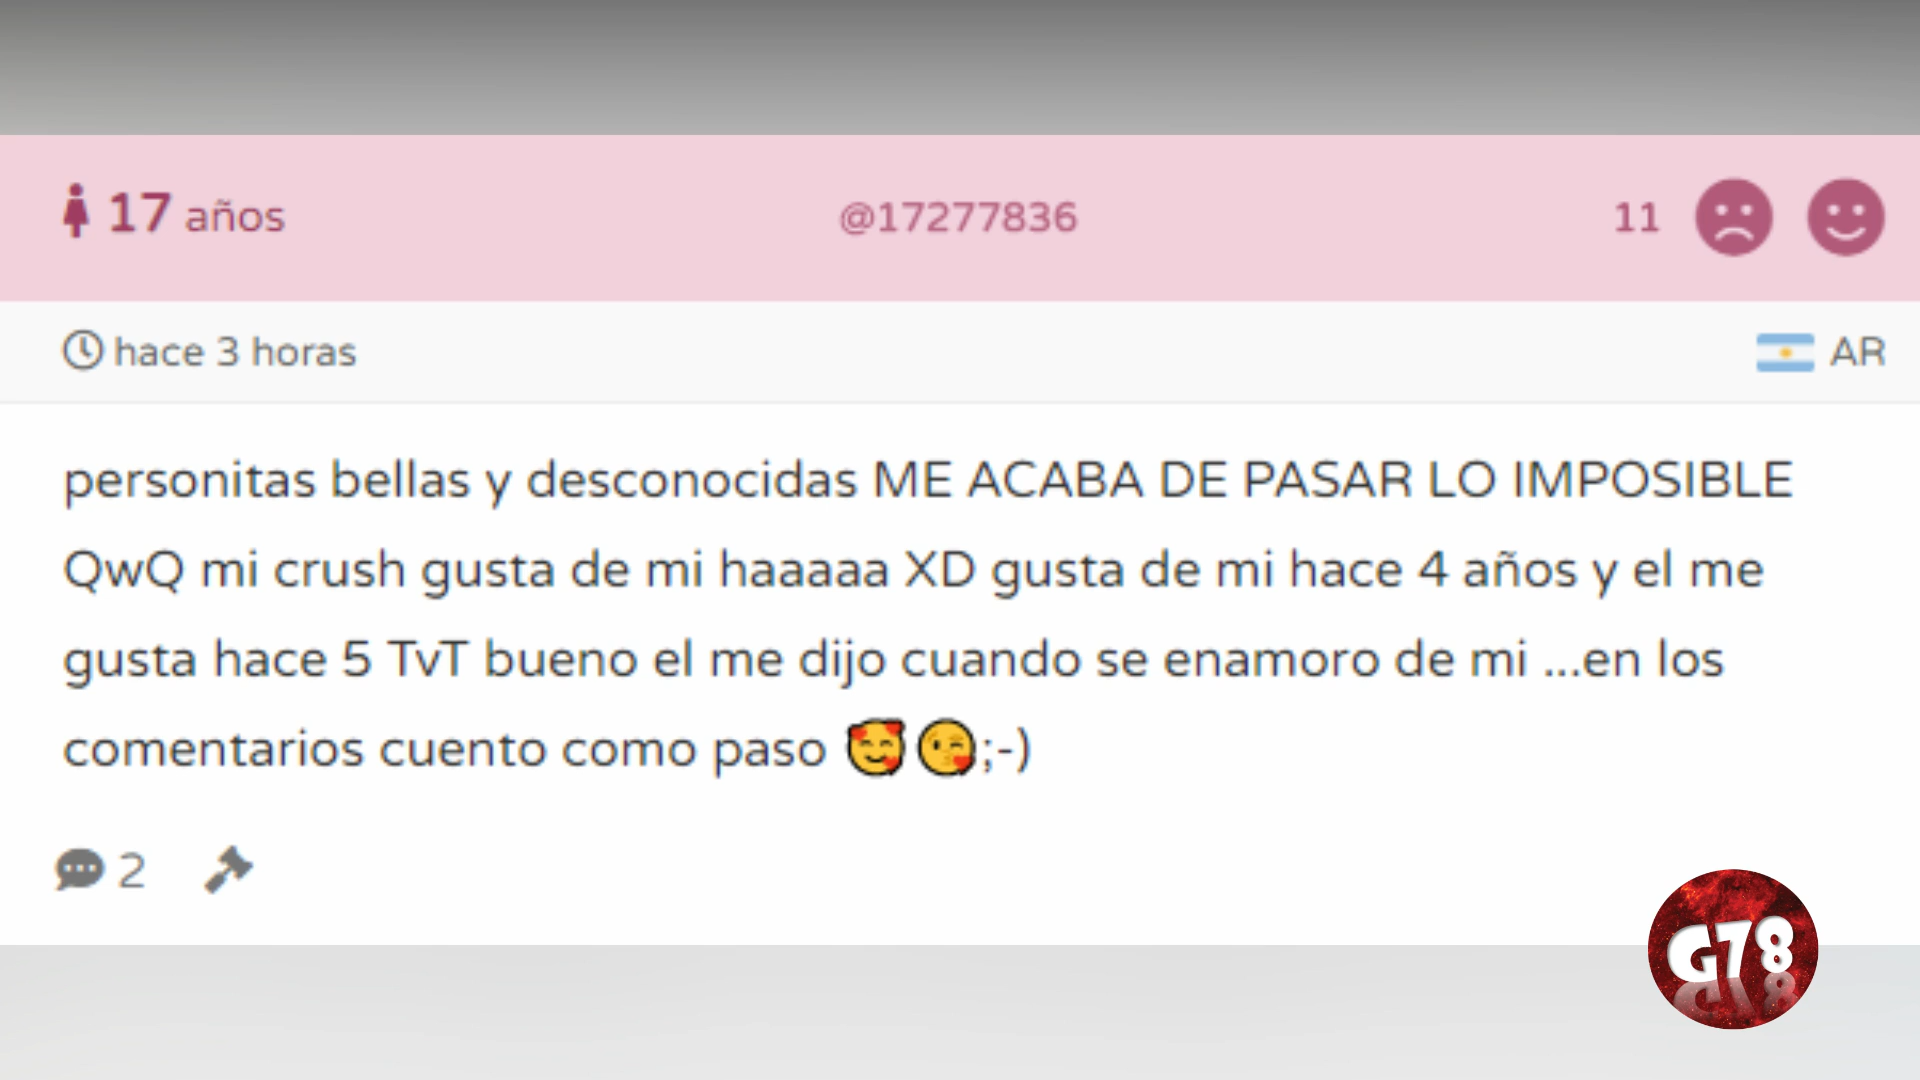 17 años @17277836 11
hace 3 horas AR
personitas bellas y desconocidas ME ACABA DE PASAR LO IMPOSIBLE
QwQ mi crush gusta de mi haaaaa XD gusta de mi hace 4 años y el me
gusta hace 5 TvT bueno el me dijo cuando se enamoro de mi ...en los
comentarios cuento como paso 🥰😘;-)
2
G78